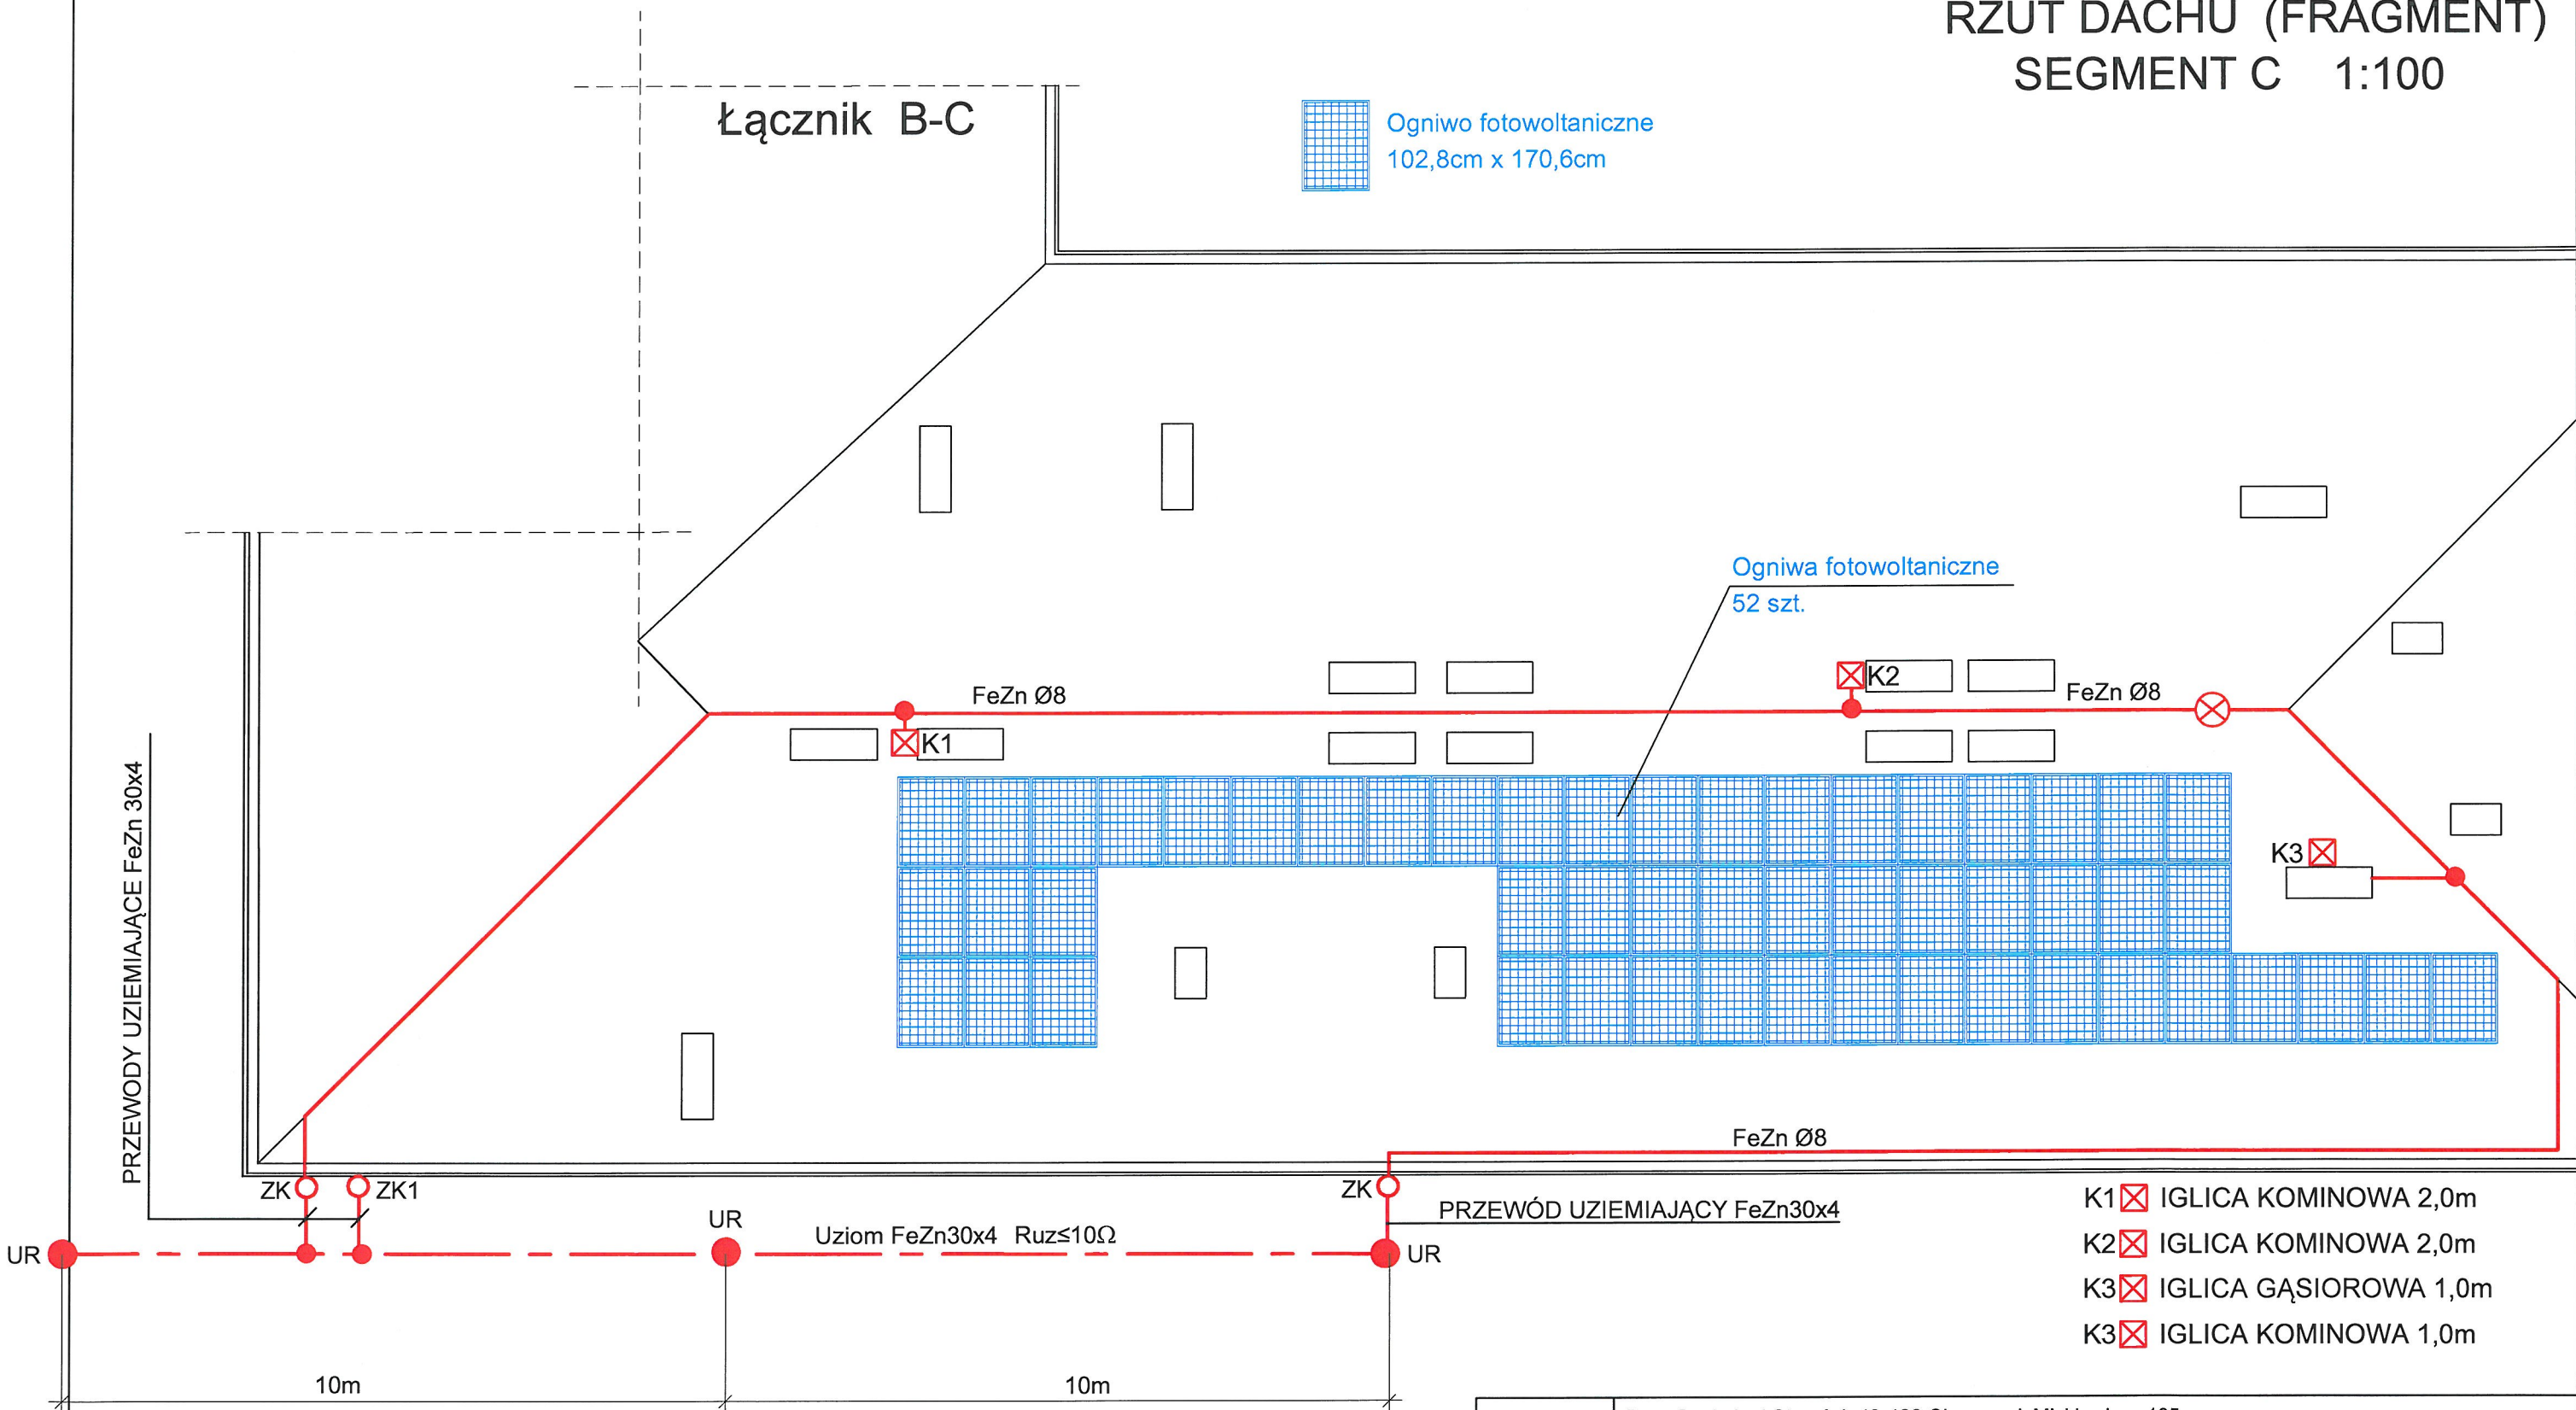 RZUT DACHU (FRAGMENT)
SEGMENT C 1:100
Łącznik B-C
Ogniwo fotowoltaniczne
102,8cm x 170,6cm
Ogniwa fotowoltaniczne
52 szt.
FeZn Ø8
K2
FeZn Ø8
K1
K3
PRZEWODY UZIEMIAJĄCE FeZn 30x4
FeZn Ø8
ZK
ZK1
ZK
PRZEWÓD UZIEMIAJĄCY FeZn30x4
UR
UR
Uziom FeZn30x4 Ruz≤10Ω
UR
K1 IGLICA KOMINOWA 2,0m
K2 IGLICA KOMINOWA 2,0m
K3 IGLICA GĄSIOROWA 1,0m
K3 IGLICA KOMINOWA 1,0m
10m
10m